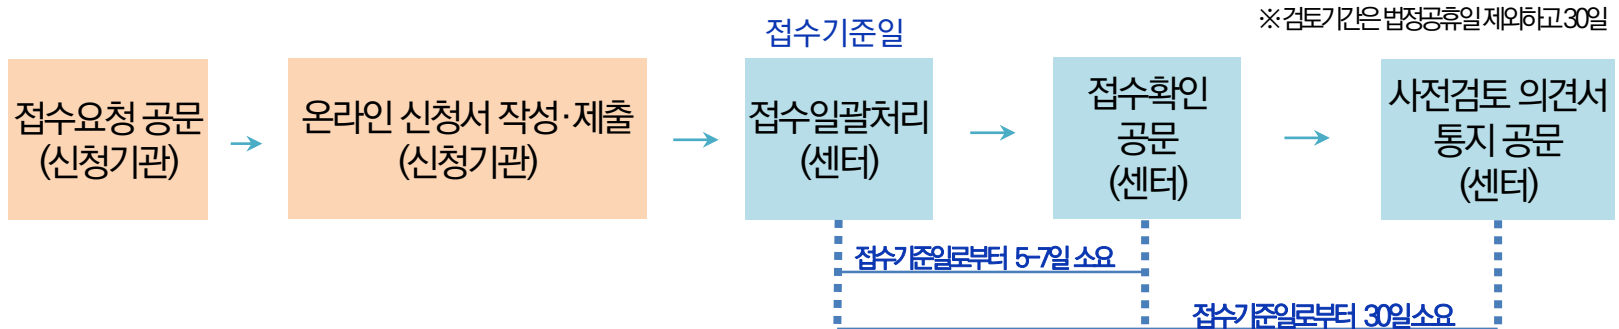 ※ 검토기간은 법정공휴일 제외하고 30일
접수기준일
접수요청 공문
(신청기관)
온라인 신청서 작성·제출
(신청기관)
접수일괄처리
(센터)
접수확인
공문
(센터)
사전검토 의견서
통지 공문
(센터)
접수기준일로부터 5-7일 소요
접수기준일로부터 30일소요